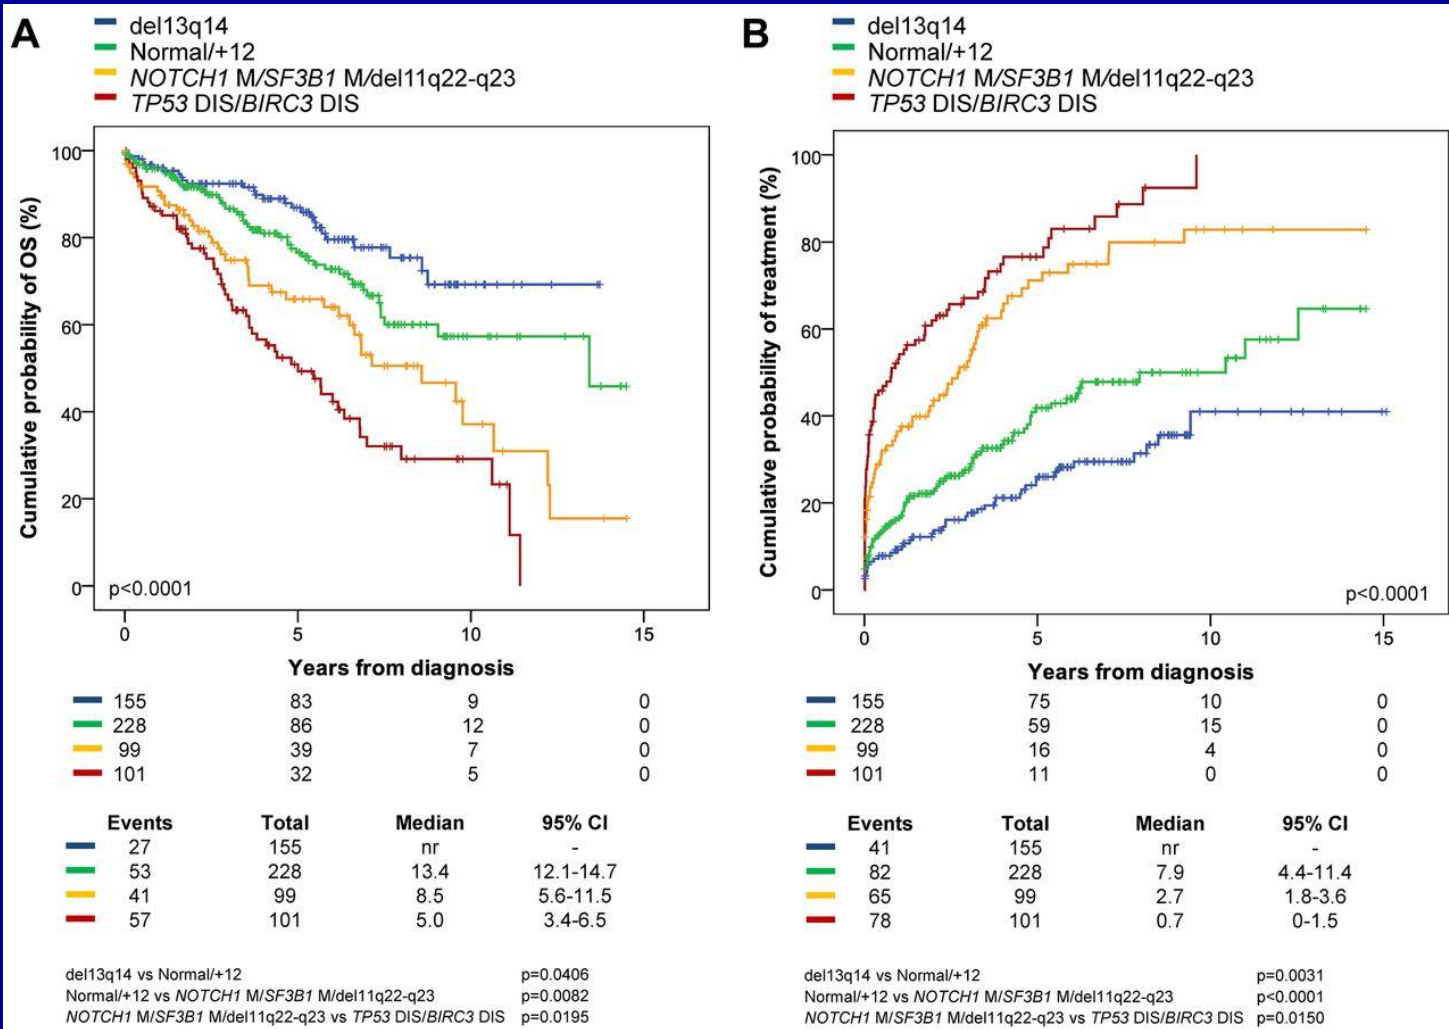 A
del13q14
Normal/+12
NOTCH1 M/SF3B1 M/del11q22-q23
TP53 DIS/BIRC3 DIS
Cumulative probability of OS (%)
100
80
60
40
20
0
p<0.0001
0 5 10 15
Years from diagnosis
155 83 9 0
228 86 12 0
99 39 7 0
101 32 5 0
Events Total Median 95% CI
27 155 nr -
53 228 13.4 12.1-14.7
41 99 8.5 5.6-11.5
57 101 5.0 3.4-6.5
del13q14 vs Normal/+12 p=0.0406
Normal/+12 vs NOTCH1 M/SF3B1 M/del11q22-q23 p=0.0082
NOTCH1 M/SF3B1 M/del11q22-q23 vs TP53 DIS/BIRC3 DIS p=0.0195
B
del13q14
Normal/+12
NOTCH1 M/SF3B1 M/del11q22-q23
TP53 DIS/BIRC3 DIS
Cumulative probability of treatment (%)
100
80
60
40
20
0
p<0.0001
0 5 10 15
Years from diagnosis
155 75 10 0
228 59 15 0
99 16 4 0
101 11 0 0
Events Total Median 95% CI
41 155 nr -
82 228 7.9 4.4-11.4
65 99 2.7 1.8-3.6
78 101 0.7 0-1.5
del13q14 vs Normal/+12 p=0.0031
Normal/+12 vs NOTCH1 M/SF3B1 M/del11q22-q23 p<0.0001
NOTCH1 M/SF3B1 M/del11q22-q23 vs TP53 DIS/BIRC3 DIS p=0.0150